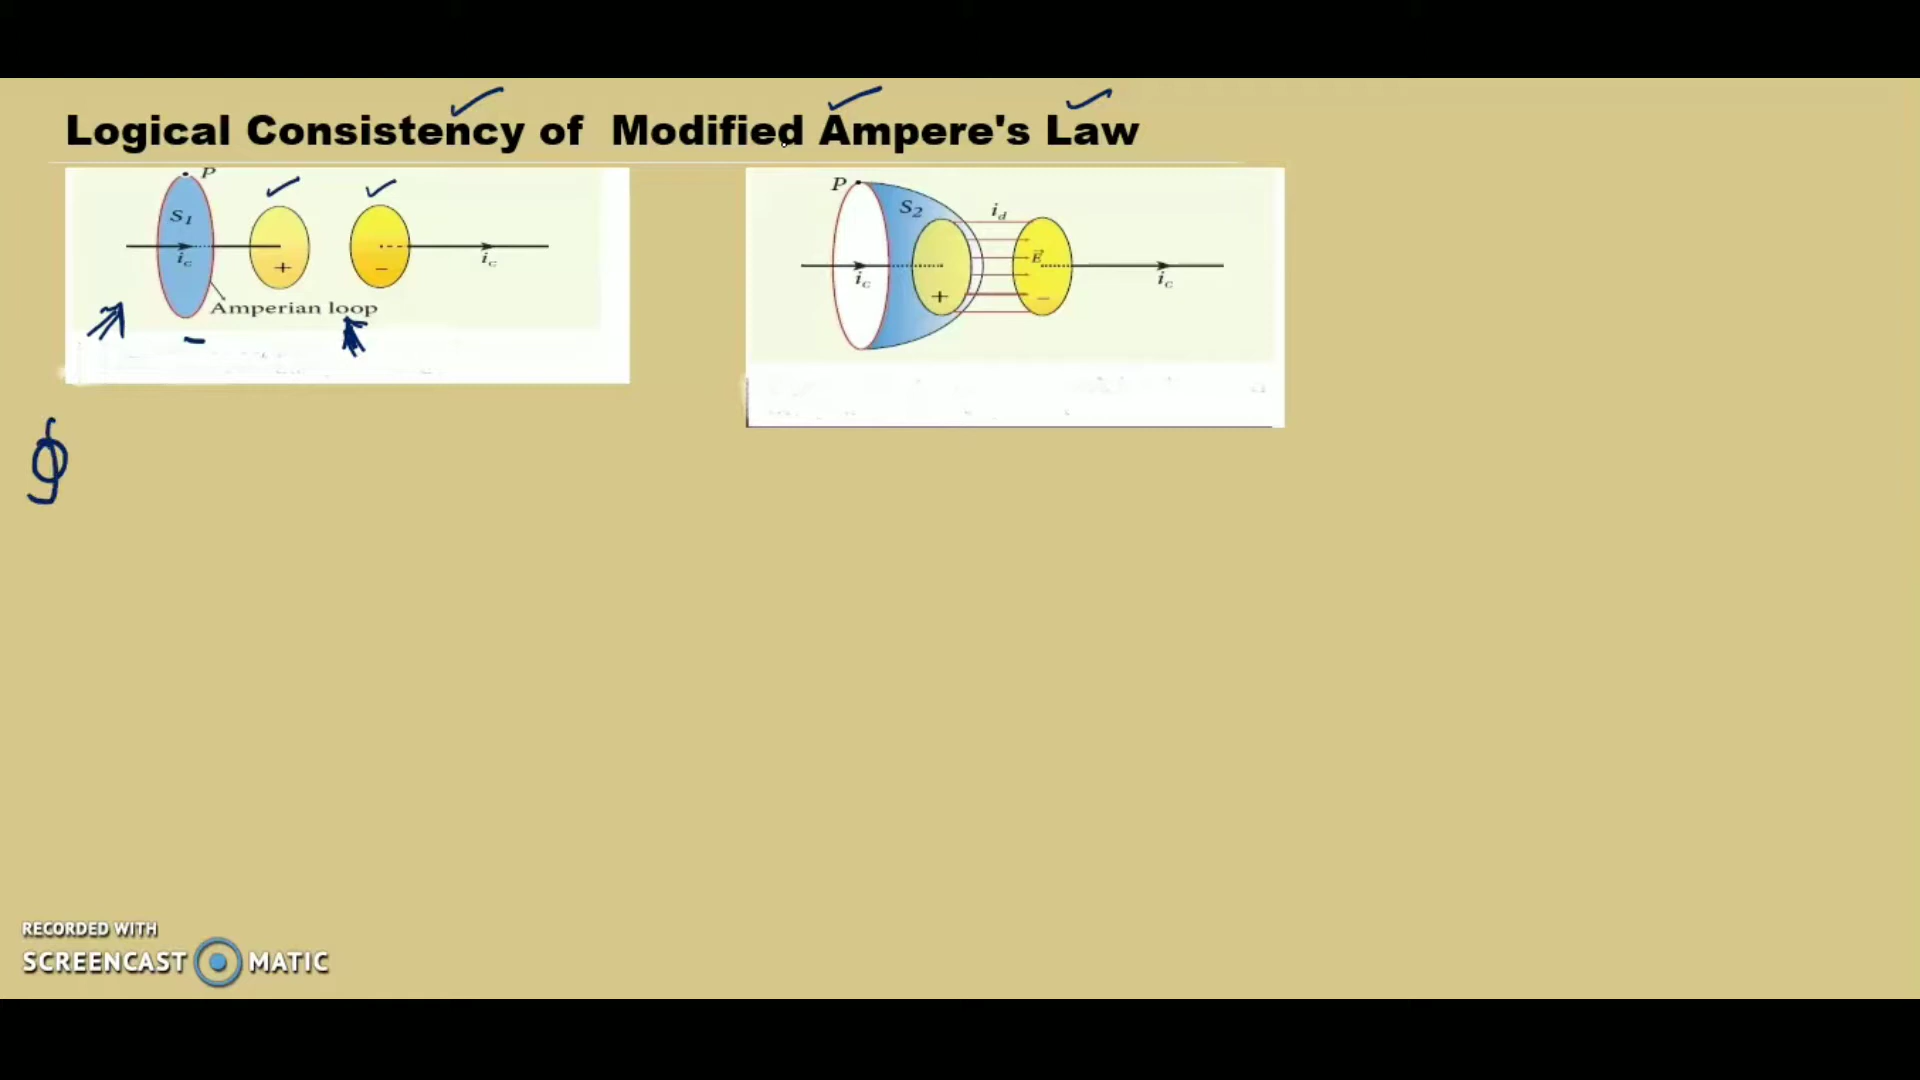 Logical Consistency of Modified Ampere's Law
P
S1
ic
+
−
ic
Amperian loop
P
S2
id
E⃗
ic
+
−
ic
∮
RECORDED WITH
SCREENCAST MATIC